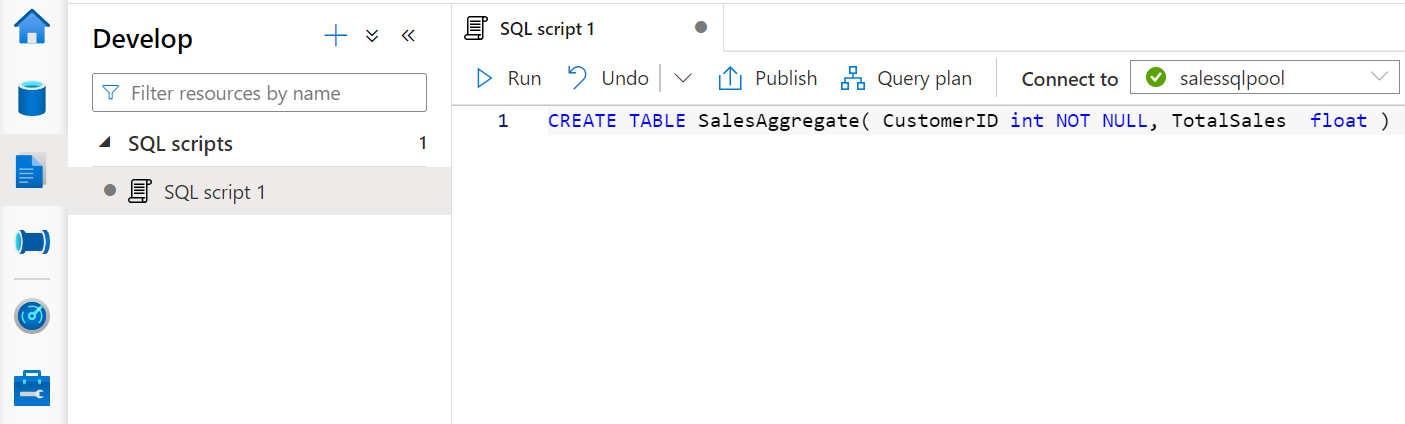 Develop
Filter resources by name
SQL scripts 1
SQL script 1
SQL script 1
Run Undo Publish Query plan Connect to salessqlpool
1 CREATE TABLE SalesAggregate( CustomerID int NOT NULL, TotalSales  float )